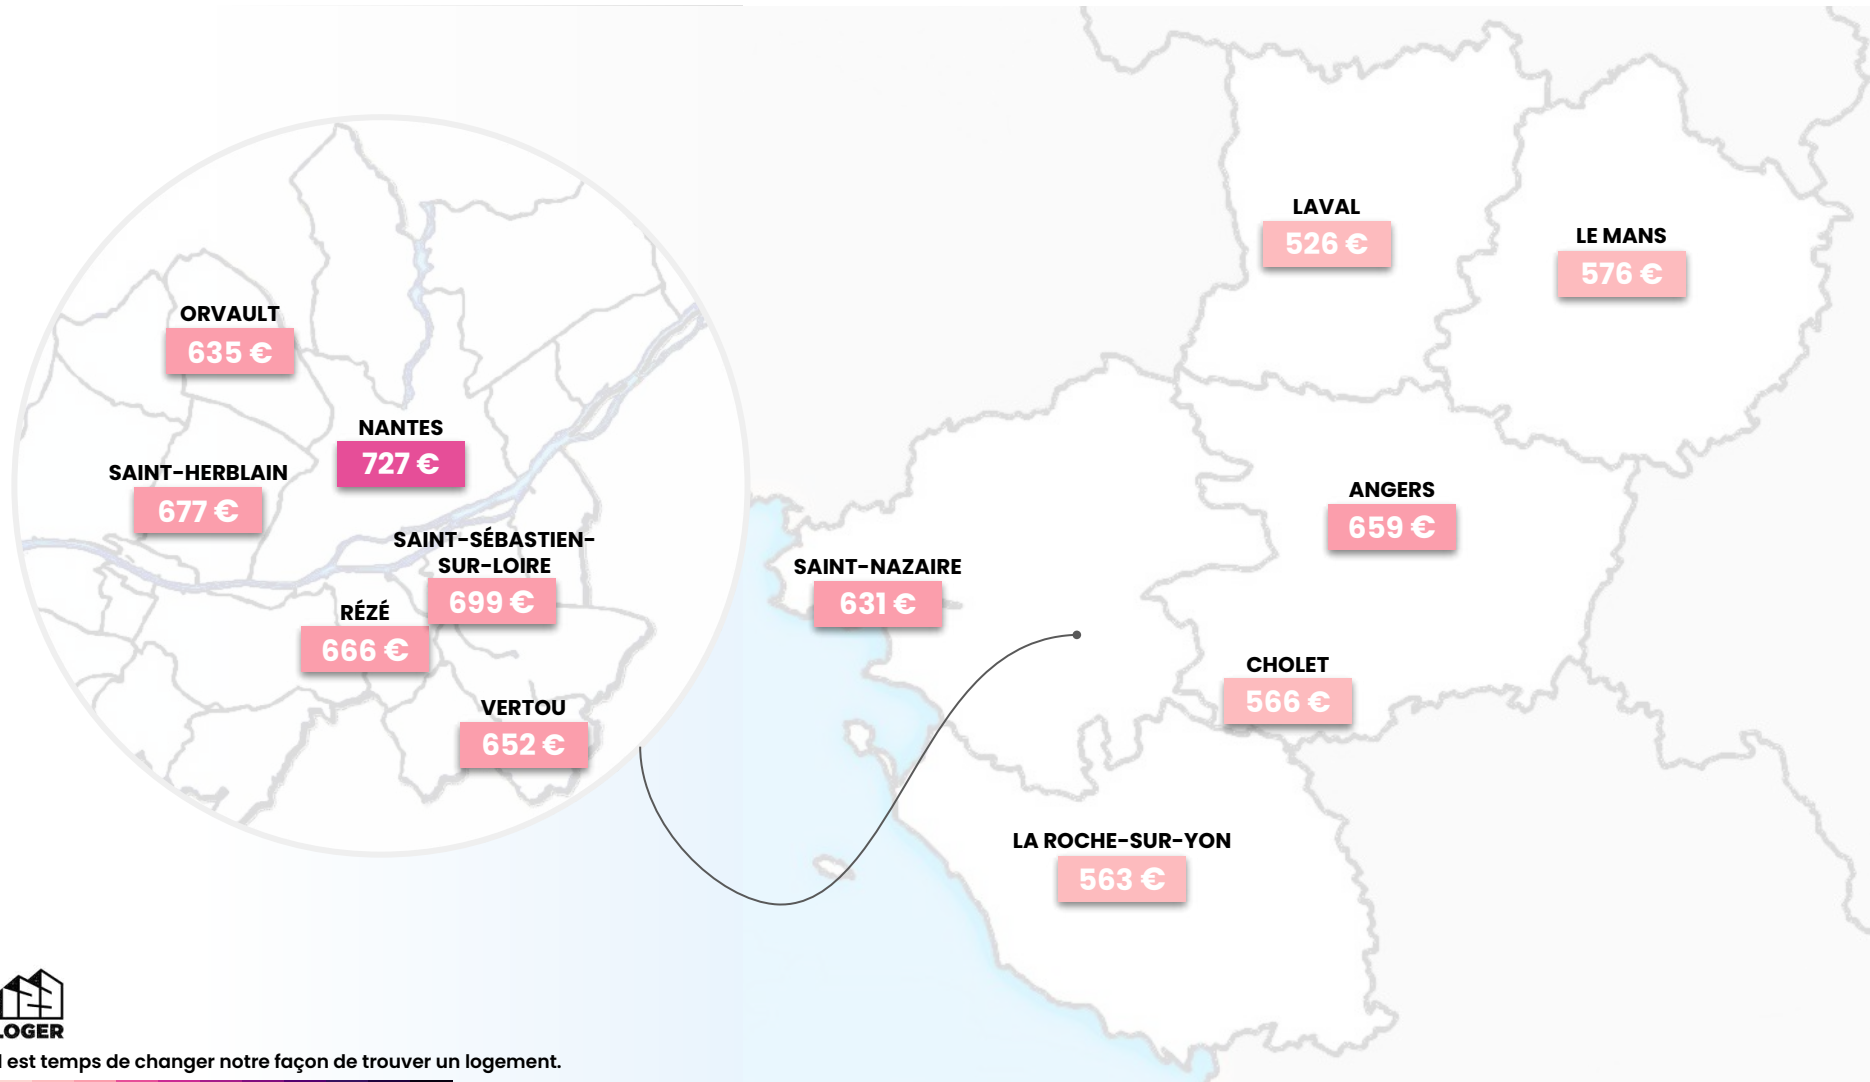 LAVAL
526 €
LE MANS
576 €
ORVAULT
635 €
NANTES
727 €
SAINT-HERBLAIN
677 €
ANGERS
659 €
SAINT-SÉBASTIEN-
SUR-LOIRE
699 €
SAINT-NAZAIRE
631 €
RÉZÉ
666 €
CHOLET
566 €
VERTOU
652 €
LA ROCHE-SUR-YON
563 €
LOGER
l est temps de changer notre façon de trouver un logement.